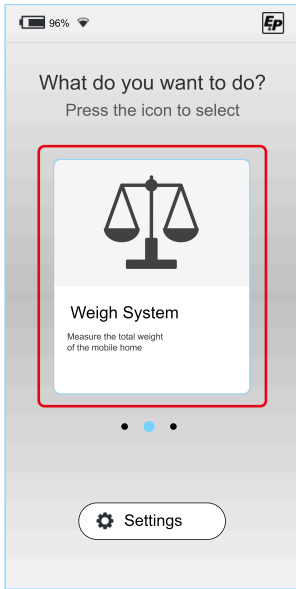 96%
E&P
What do you want to do?
Press the icon to select
Weigh System
Measure the total weight
of the mobile home
Settings